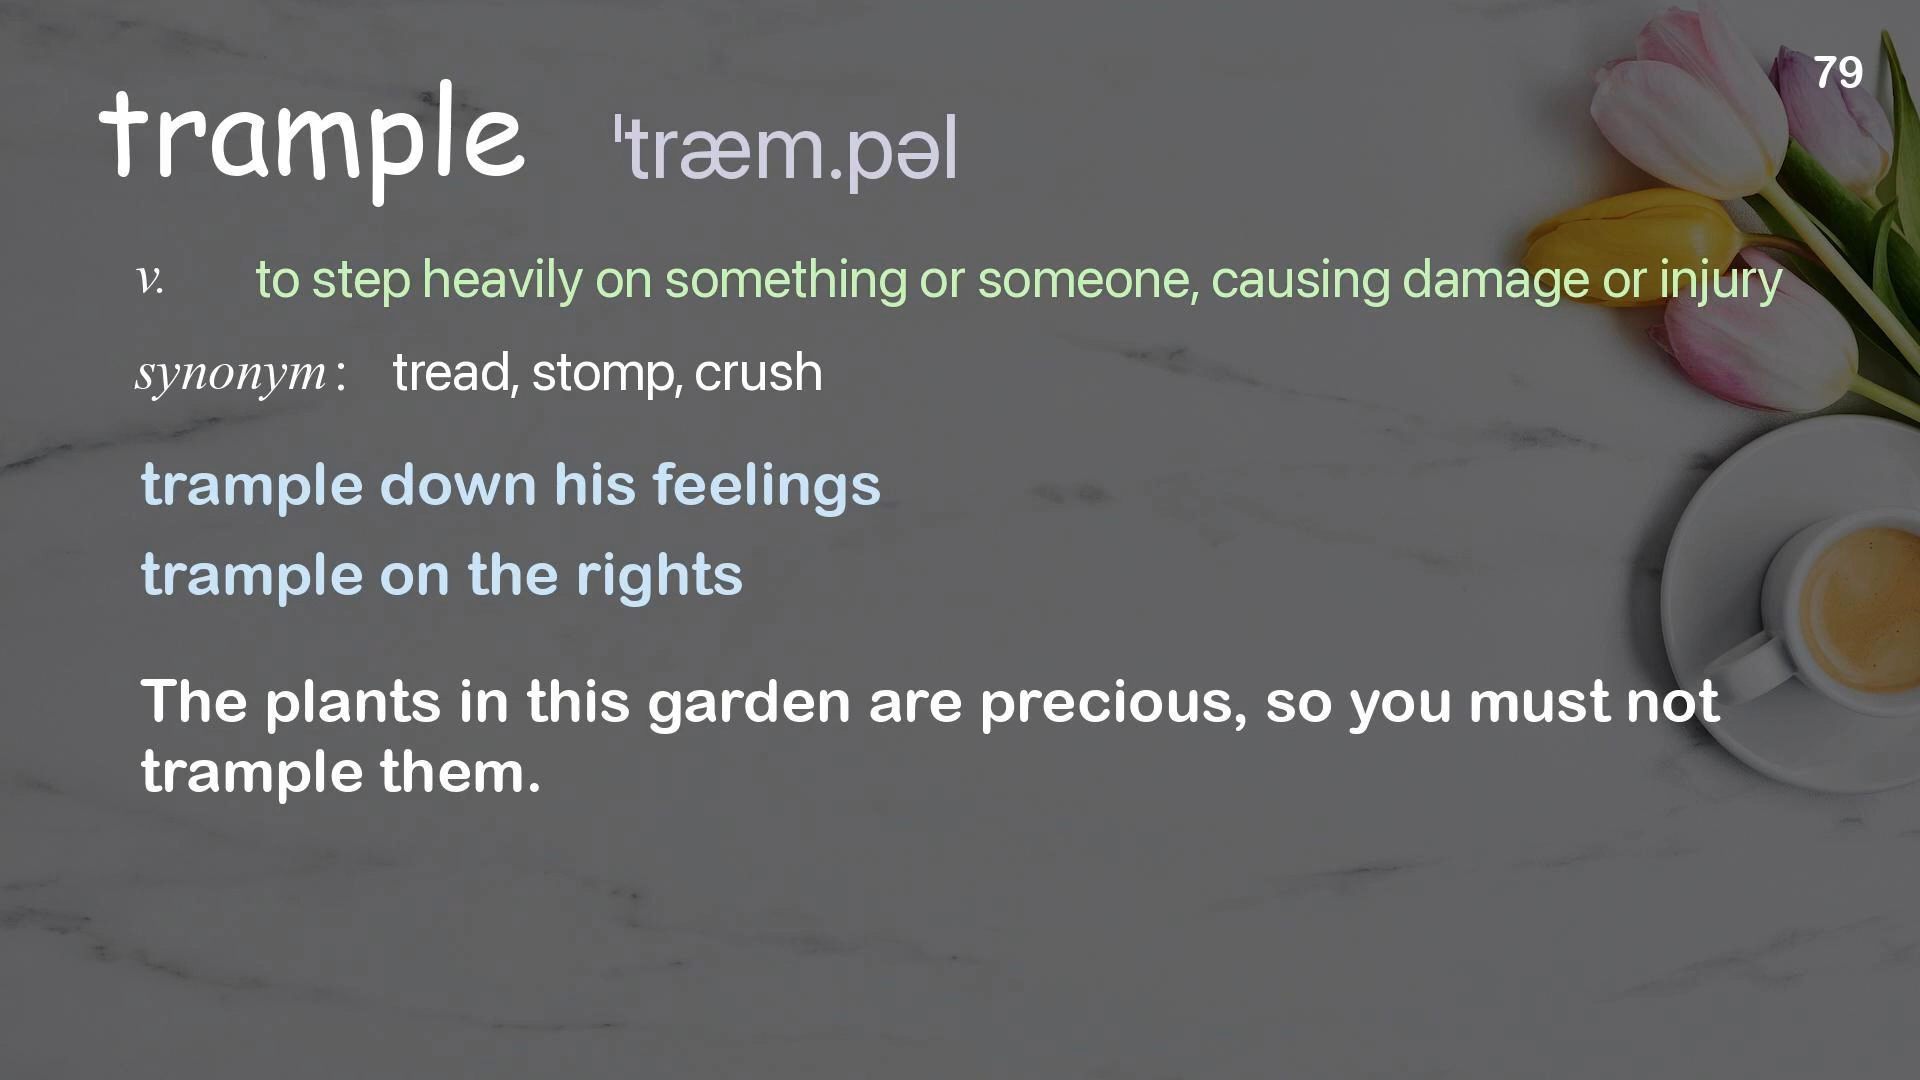 79
trample ˈtræm.pəl
v. to step heavily on something or someone, causing damage or injury
synonym : tread, stomp, crush
trample down his feelings
trample on the rights
The plants in this garden are precious, so you must not
trample them.